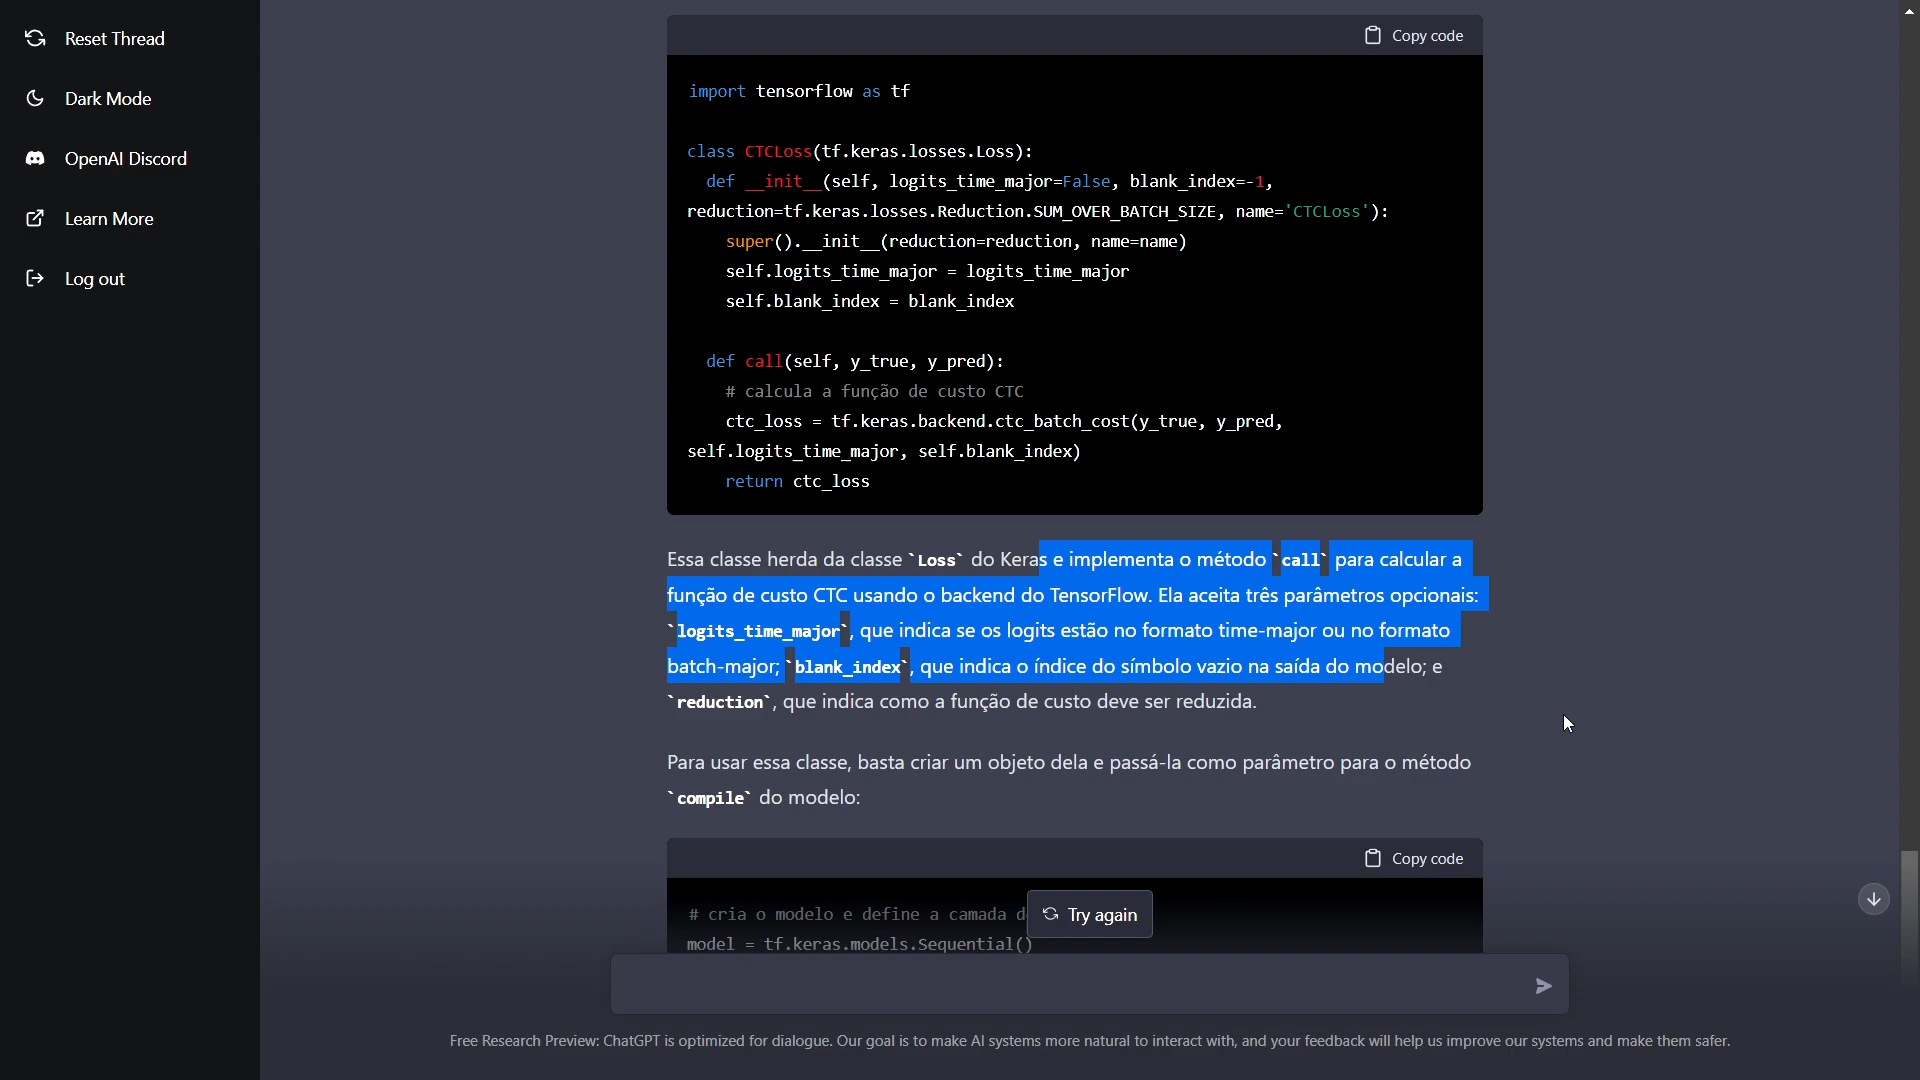 Reset Thread
Dark Mode
OpenAI Discord
Learn More
Log out
Copy code
import tensorflow as tf
class CTCLoss(tf.keras.losses.Loss):
def __init__(self, logits_time_major=False, blank_index=-1,
reduction=tf.keras.losses.Reduction.SUM_OVER_BATCH_SIZE, name='CTCLoss'):
super().__init__(reduction=reduction, name=name)
self.logits_time_major = logits_time_major
self.blank_index = blank_index
def call(self, y_true, y_pred):
# calcula a função de custo CTC
ctc_loss = tf.keras.backend.ctc_batch_cost(y_true, y_pred,
self.logits_time_major, self.blank_index)
return ctc_loss
Essa classe herda da classe `Loss` do Keras e implementa o método `call` para calcular a
função de custo CTC usando o backend do TensorFlow. Ela aceita três parâmetros opcionais:
`logits_time_major`, que indica se os logits estão no formato time-major ou no formato
batch-major; `blank_index`, que indica o índice do símbolo vazio na saída do modelo; e
`reduction`, que indica como a função de custo deve ser reduzida.
Para usar essa classe, basta criar um objeto dela e passá-la como parâmetro para o método
`compile` do modelo:
Copy code
# cria o modelo e define a camada
Try again
model = tf.keras.models.Sequential()
Free Research Preview: ChatGPT is optimized for dialogue. Our goal is to make AI systems more natural to interact with, and your feedback will help us improve our systems and make them safer.